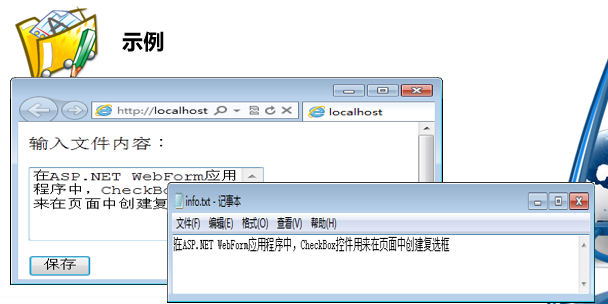 示例
http://localhost
localhost
输入文件内容：
在ASP.NET WebForm应用
程序中，CheckBo
来在页面中创建复
保存
info.txt - 记事本
文件(F) 编辑(E) 格式(O) 查看(V) 帮助(H)
在ASP.NET WebForm应用程序中，CheckBox控件用来在页面中创建复选框